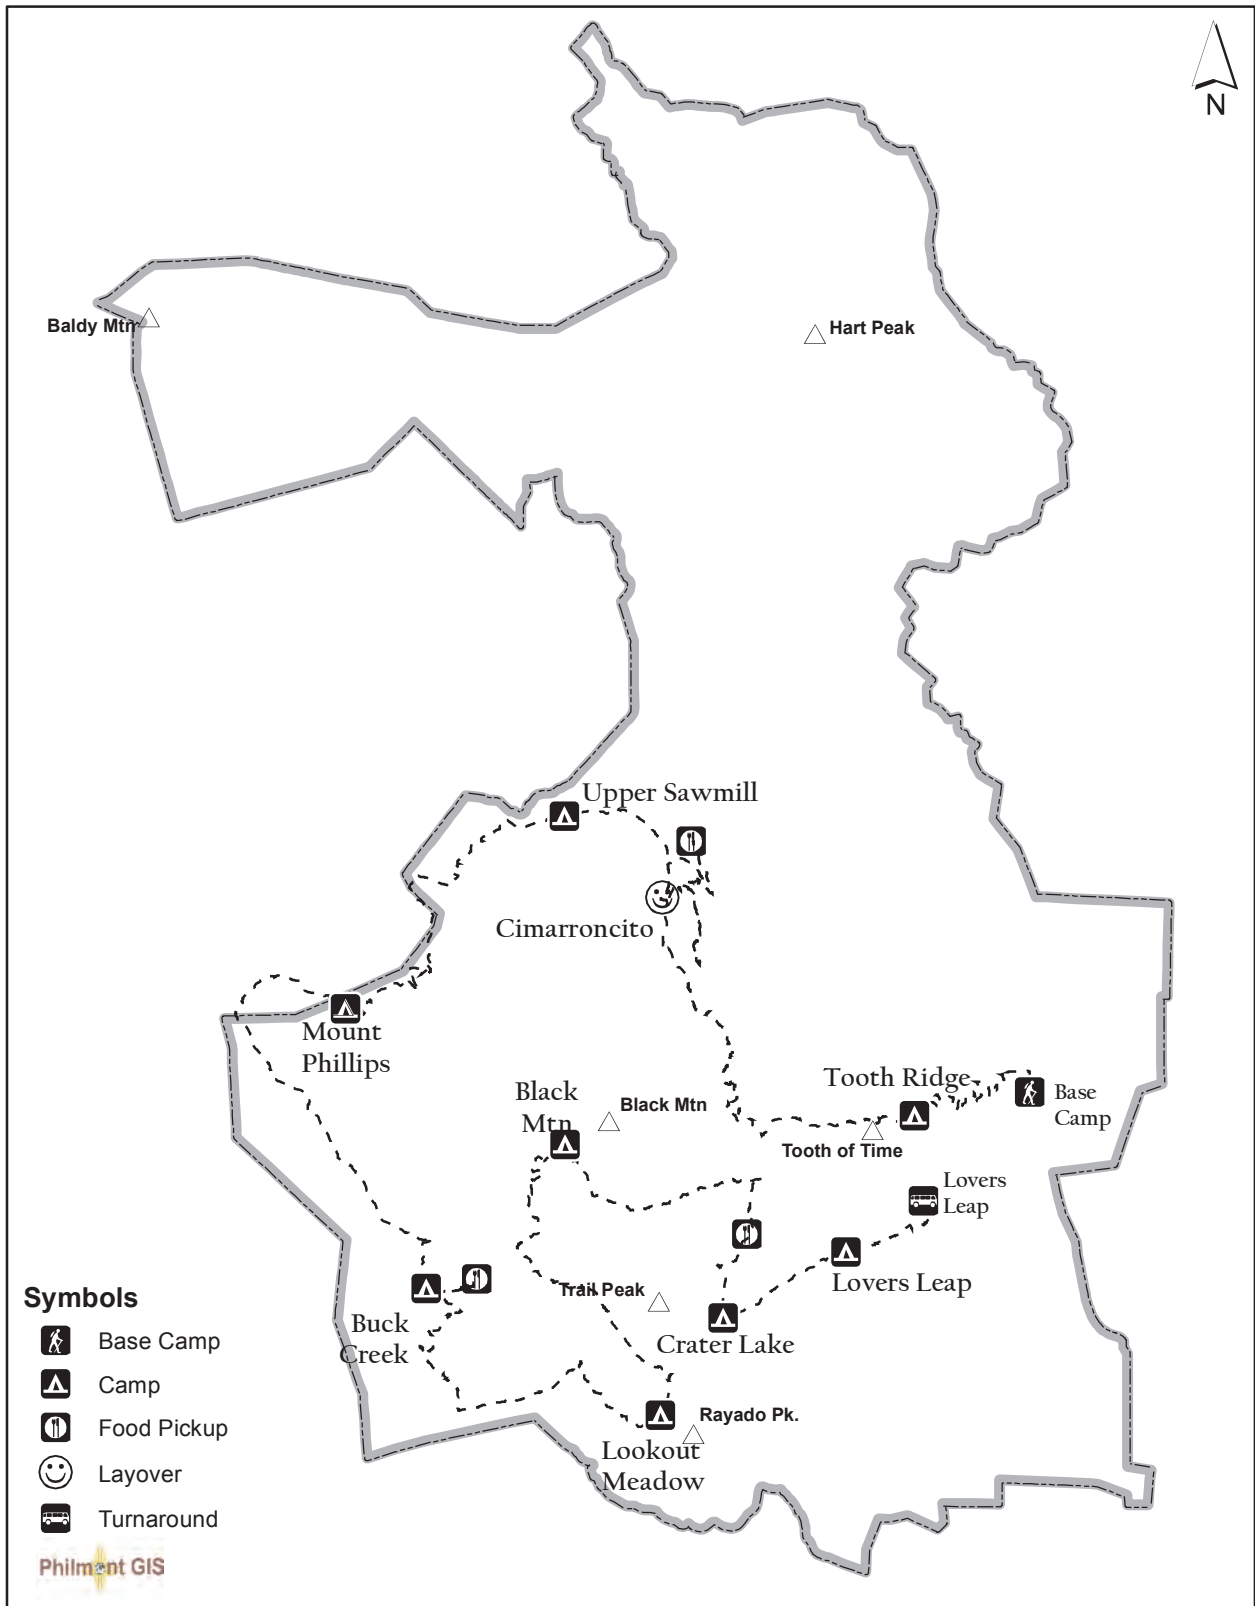 N
Baldy Mtn
Hart Peak
Upper Sawmill
Cimarroncito
Mount
Phillips
Black
Mtn
Black Mtn
Tooth Ridge
Base
Camp
Tooth of Time
Lovers
Leap
Lovers Leap
Trail Peak
Buck
Creek
Crater Lake
Rayado Pk.
Lookout
Meadow
Symbols
Base Camp
Camp
Food Pickup
Layover
Turnaround
Philmont GIS